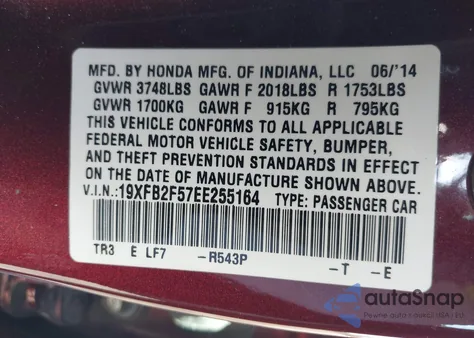 MFD. BY HONDA MFG. OF INDIANA, LLC 06/'14
GVWR 3748LBS GAWR F 2018LBS R 1753LBS
GVWR 1700KG GAWR F 915KG R 795KG
THIS VEHICLE CONFORMS TO ALL APPLICABLE
FEDERAL MOTOR VEHICLE SAFETY, BUMPER,
AND THEFT PREVENTION STANDARDS IN EFFECT
ON THE DATE OF MANUFACTURE SHOWN ABOVE.
V.I.N.: 19XFB2F57EE255164 TYPE: PASSENGER CAR
TR3 E LF7 –R543P –T –E
autoSnap